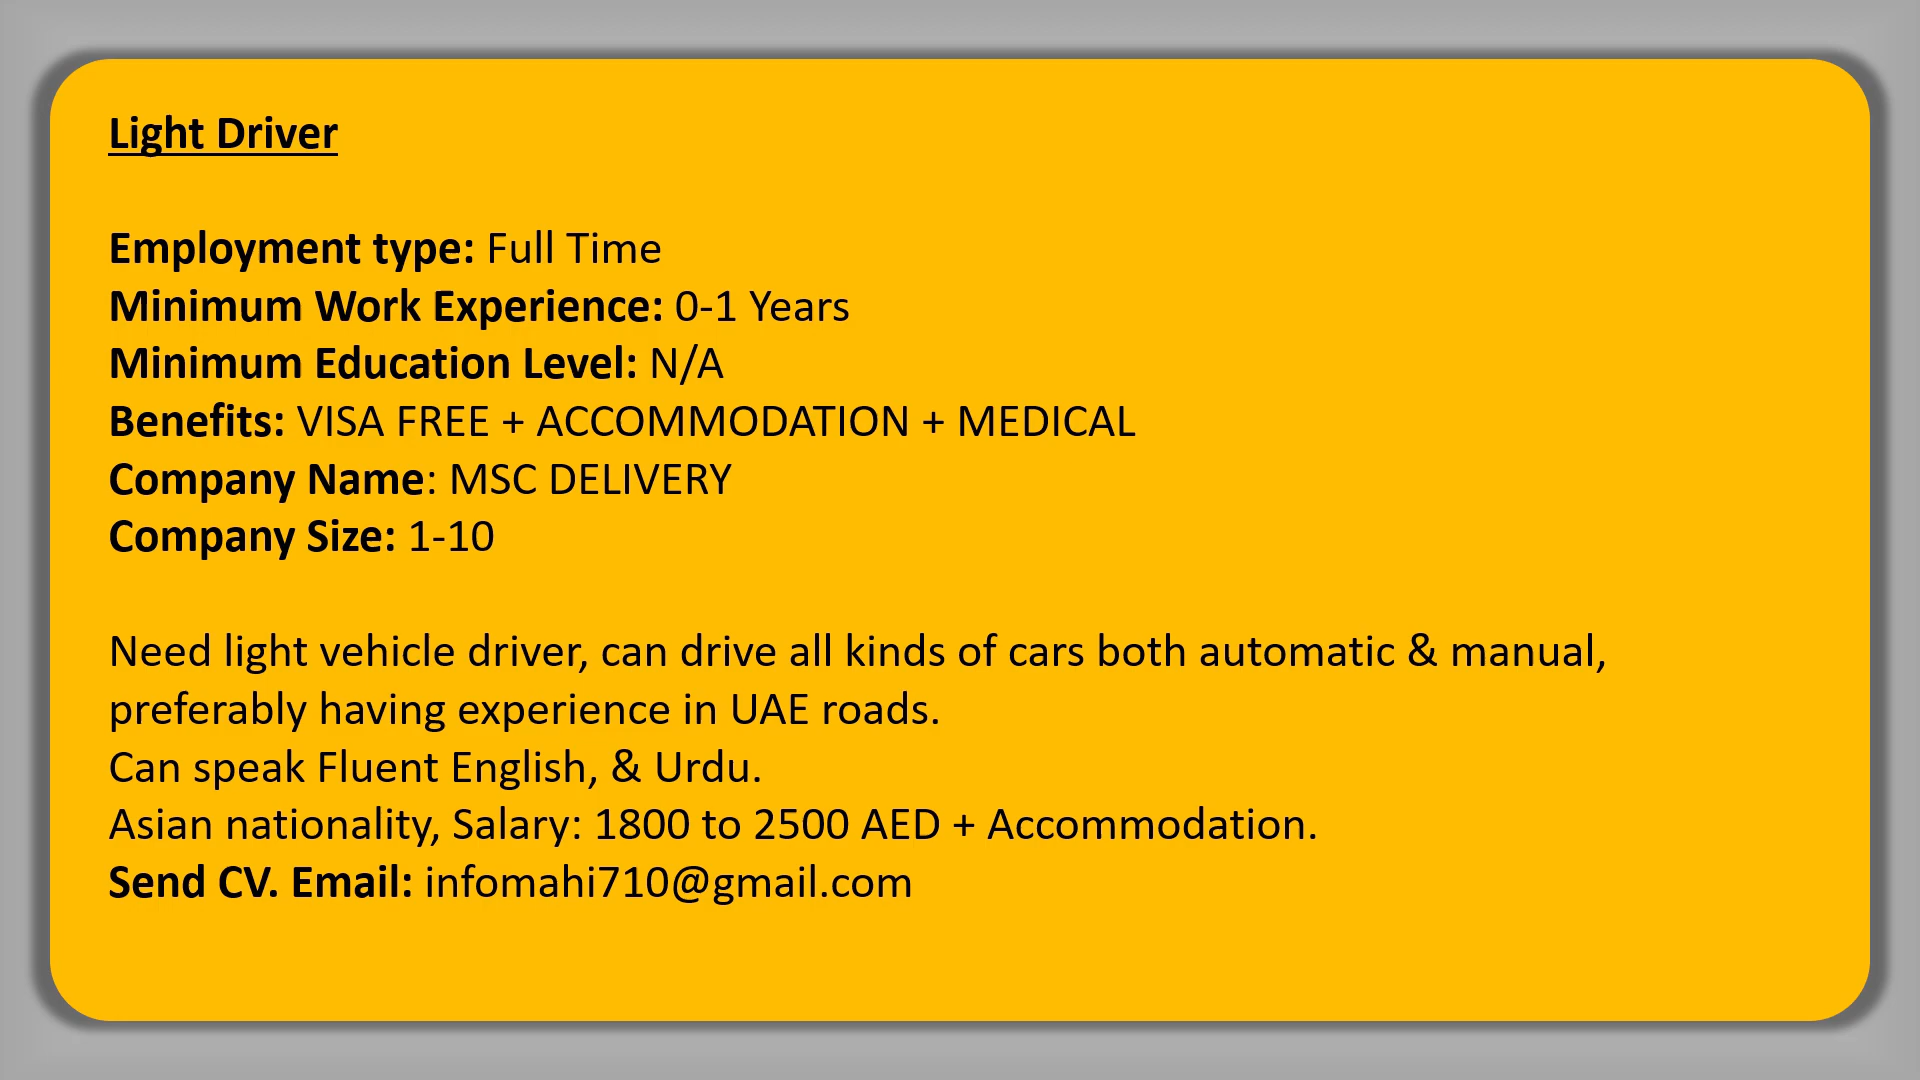 Light Driver
Employment type: Full Time
Minimum Work Experience: 0-1 Years
Minimum Education Level: N/A
Benefits: VISA FREE + ACCOMMODATION + MEDICAL
Company Name: MSC DELIVERY
Company Size: 1-10
Need light vehicle driver, can drive all kinds of cars both automatic & manual,
preferably having experience in UAE roads.
Can speak Fluent English, & Urdu.
Asian nationality, Salary: 1800 to 2500 AED + Accommodation.
Send CV. Email: infomahi710@gmail.com